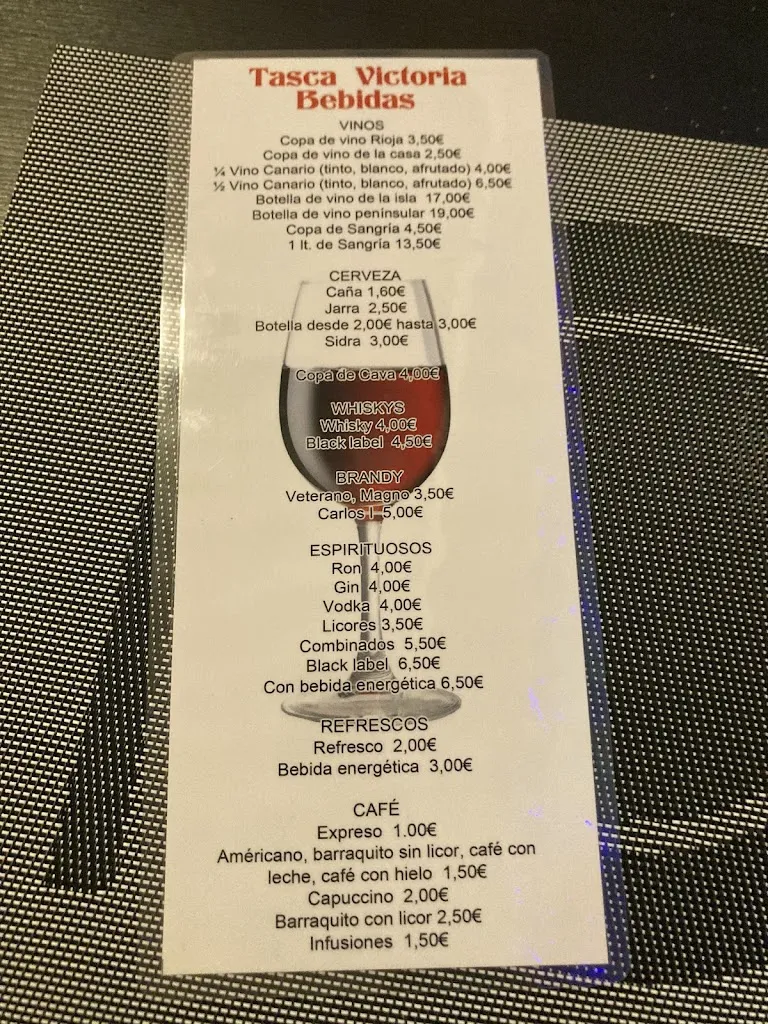 Tasca Victoria
Bebidas
VINOS
Copa de vino Rioja 3,50€
Copa de vino de la casa 2,50€
¼ Vino Canario (tinto, blanco, afrutado) 4,00€
½ Vino Canario (tinto, blanco, afrutado) 6,50€
Botella de vino de la isla 17,00€
Botella de vino peninsular 19,00€
Copa de Sangría 4,50€
1 lt. de Sangría 13,50€
CERVEZA
Caña 1,60€
Jarra 2,50€
Botella desde 2,00€ hasta 3,00€
Sidra 3,00€
Copa de Cava 4,00€
WHISKYS
Whisky 4,00€
Black label 4,50€
BRANDY
Veterano, Magno 3,50€
Carlos I 5,00€
ESPIRITUOSOS
Ron 4,00€
Gin 4,00€
Vodka 4,00€
Licores 3,50€
Combinados 5,50€
Black label 6,50€
Con bebida energética 6,50€
REFRESCOS
Refresco 2,00€
Bebida energética 3,00€
CAFÉ
Expreso 1.00€
Américano, barraquito sin licor, café con
leche, café con hielo 1,50€
Capuccino 2,00€
Barraquito con licor 2,50€
Infusiones 1,50€